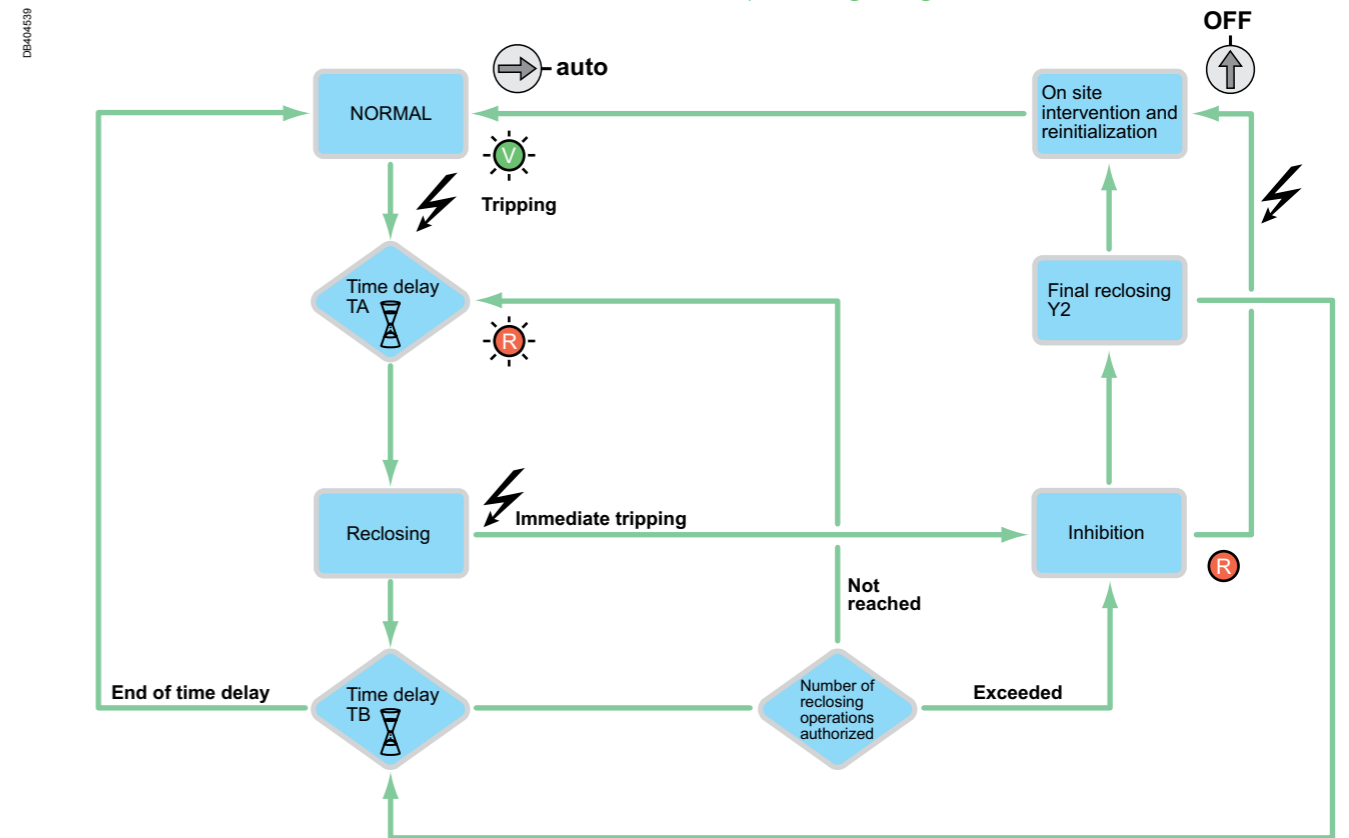 DB404539
OFF
auto
NORMAL
On site
intervention and
reinitialization
V
Tripping
Time delay
TA
R
Final reclosing
Y2
Immediate tripping
Reclosing
Inhibition
R
Not
reached
End of time delay
Time delay
TB
Number of
reclosing
operations
authorized
Exceeded